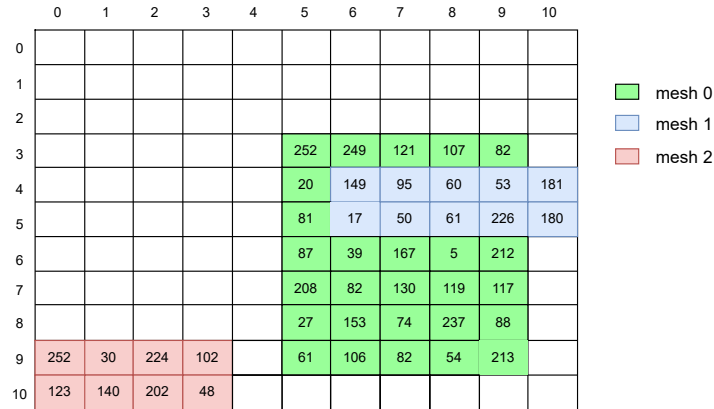 0 1 2 3 4 5 6 7 8 9 10
0
1
mesh 0
2
mesh 1
3 252 249 121 107 82
mesh 2
4 20 149 95 60 53 181
5 81 17 50 61 226 180
6 87 39 167 5 212
7 208 82 130 119 117
8 27 153 74 237 88
9 252 30 224 102 61 106 82 54 213
10 123 140 202 48